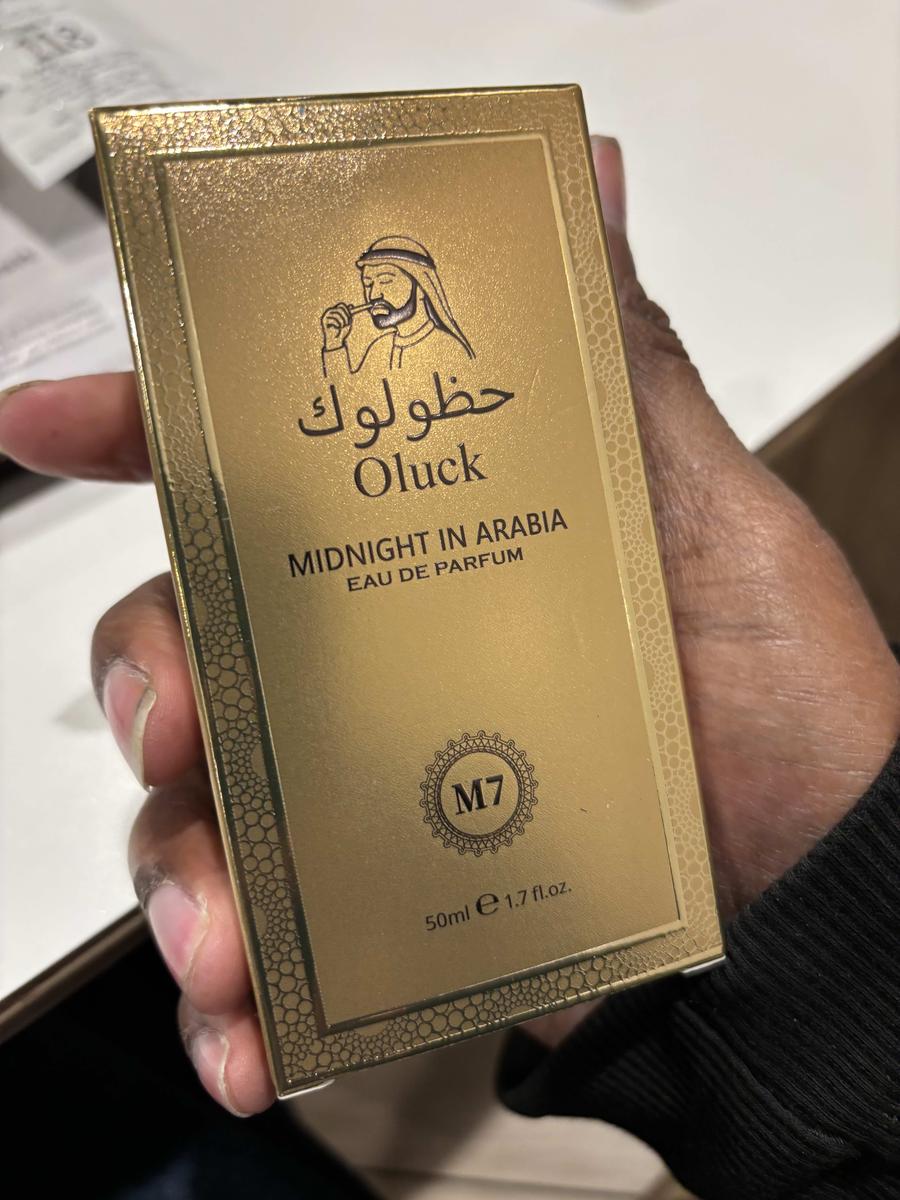 حظولوك
Oluck
MIDNIGHT IN ARABIA
EAU DE PARFUM
M7
50ml ℮ 1.7 fl.oz.